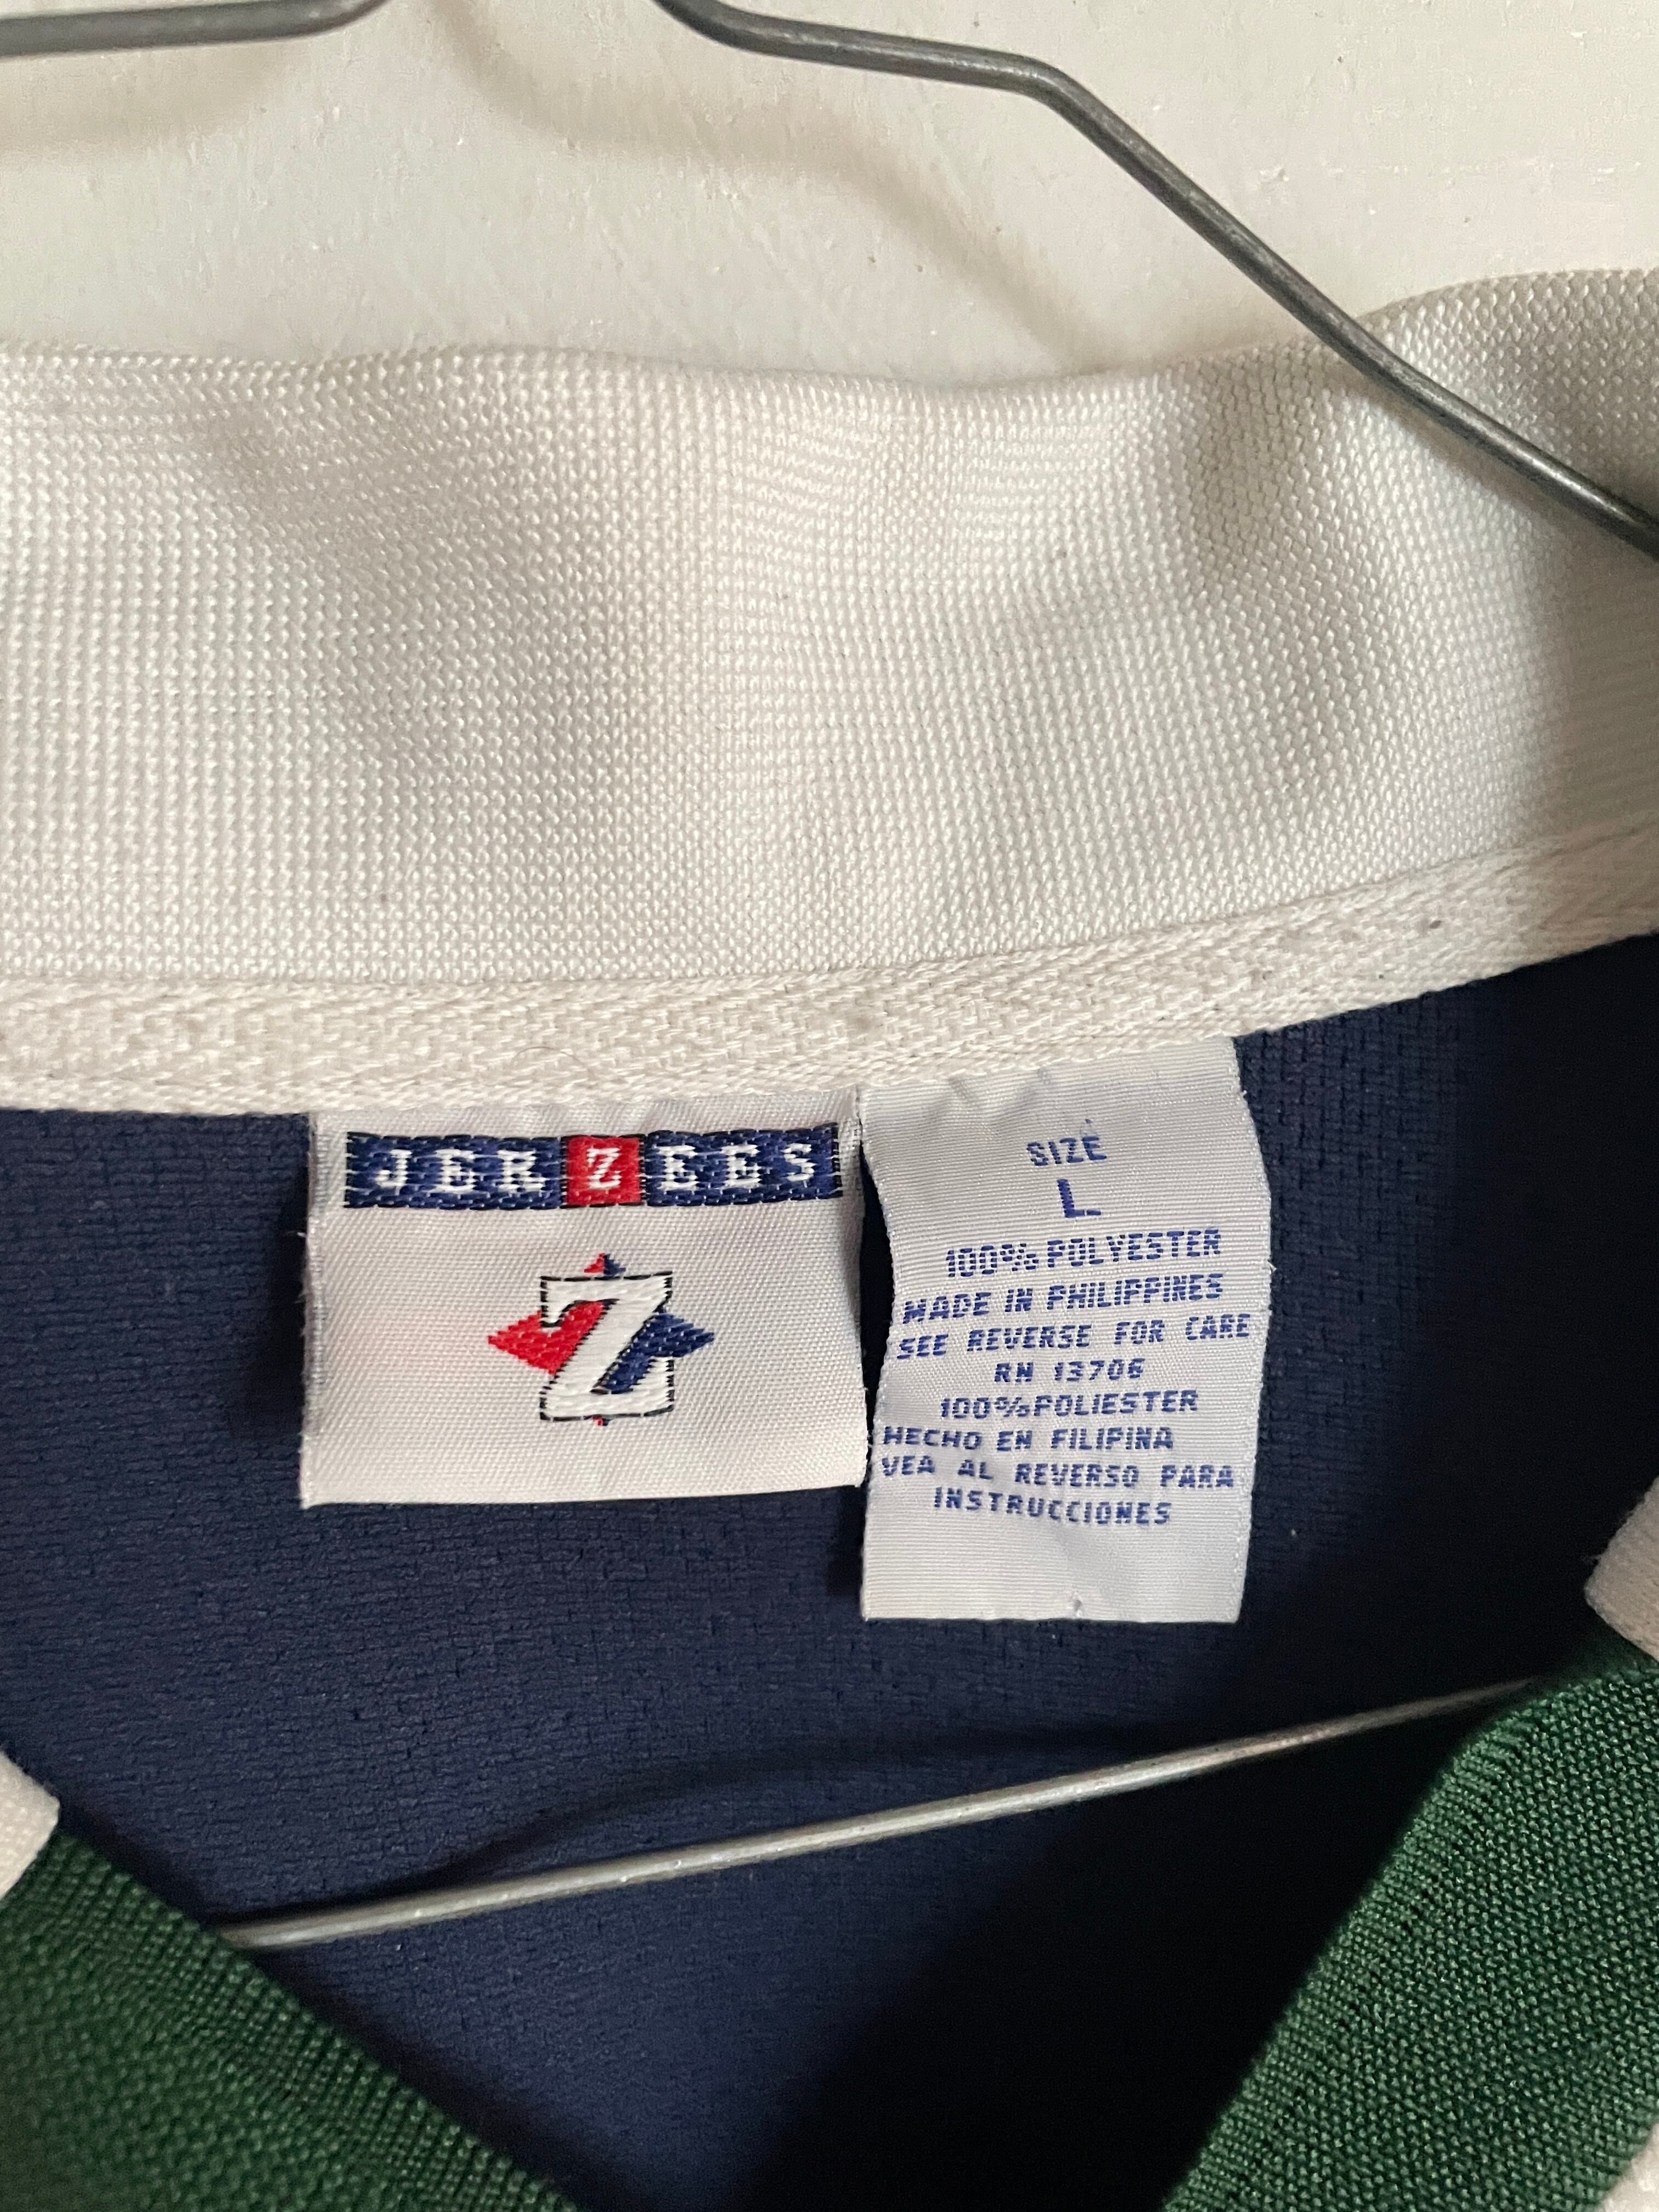 JERZEES
Z
SIZE
L
100% POLYESTER
MADE IN PHILIPPINES
SEE REVERSE FOR CARE
RN 13706
100% POLIESTER
HECHO EN FILIPINA
VEA AL REVERSO PARA
INSTRUCCIONES